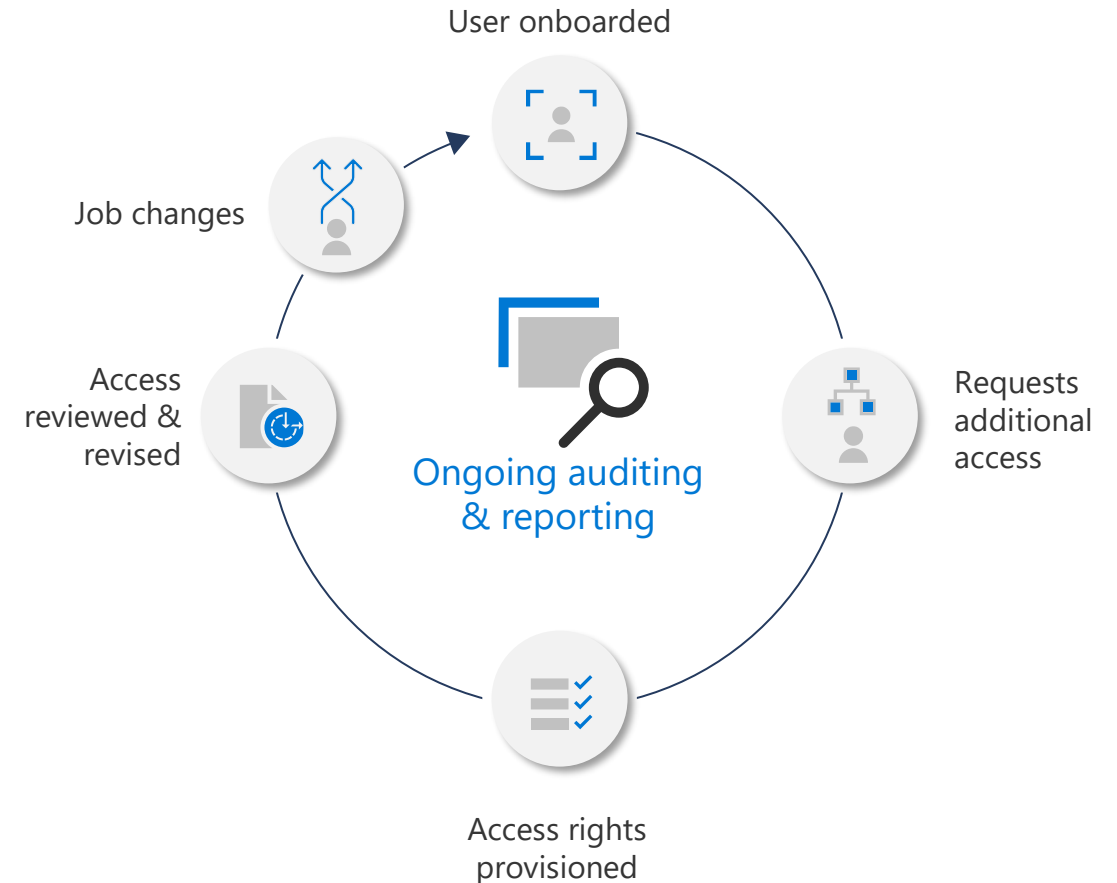 User onboarded
Job changes
Access
reviewed &
revised
Requests
additional
access
Ongoing auditing
& reporting
Access rights
provisioned